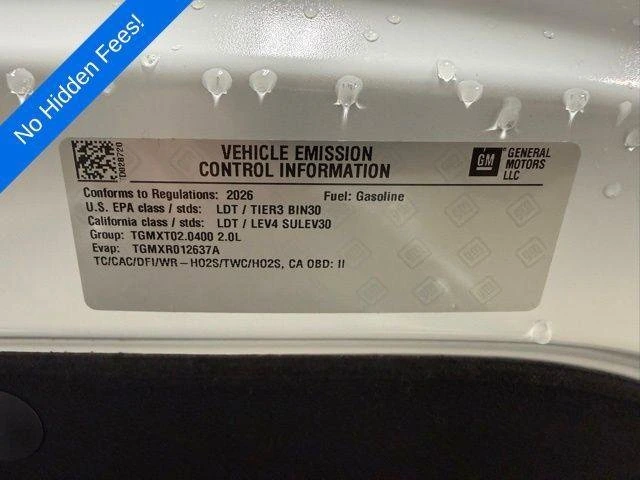 No Hidden Fees!
TD028720
VEHICLE EMISSION
CONTROL INFORMATION
GM
GENERAL
MOTORS
LLC
Conforms to Regulations: 2026 Fuel: Gasoline
U.S. EPA class / stds: LDT / TIER3 BIN30
California class / stds: LDT / LEV4 SULEV30
Group: TGMXT02.0400 2.0L
Evap: TGMXR012637A
TC/CAC/DFI/WR-HO2S/TWC/HO2S, CA OBD: II